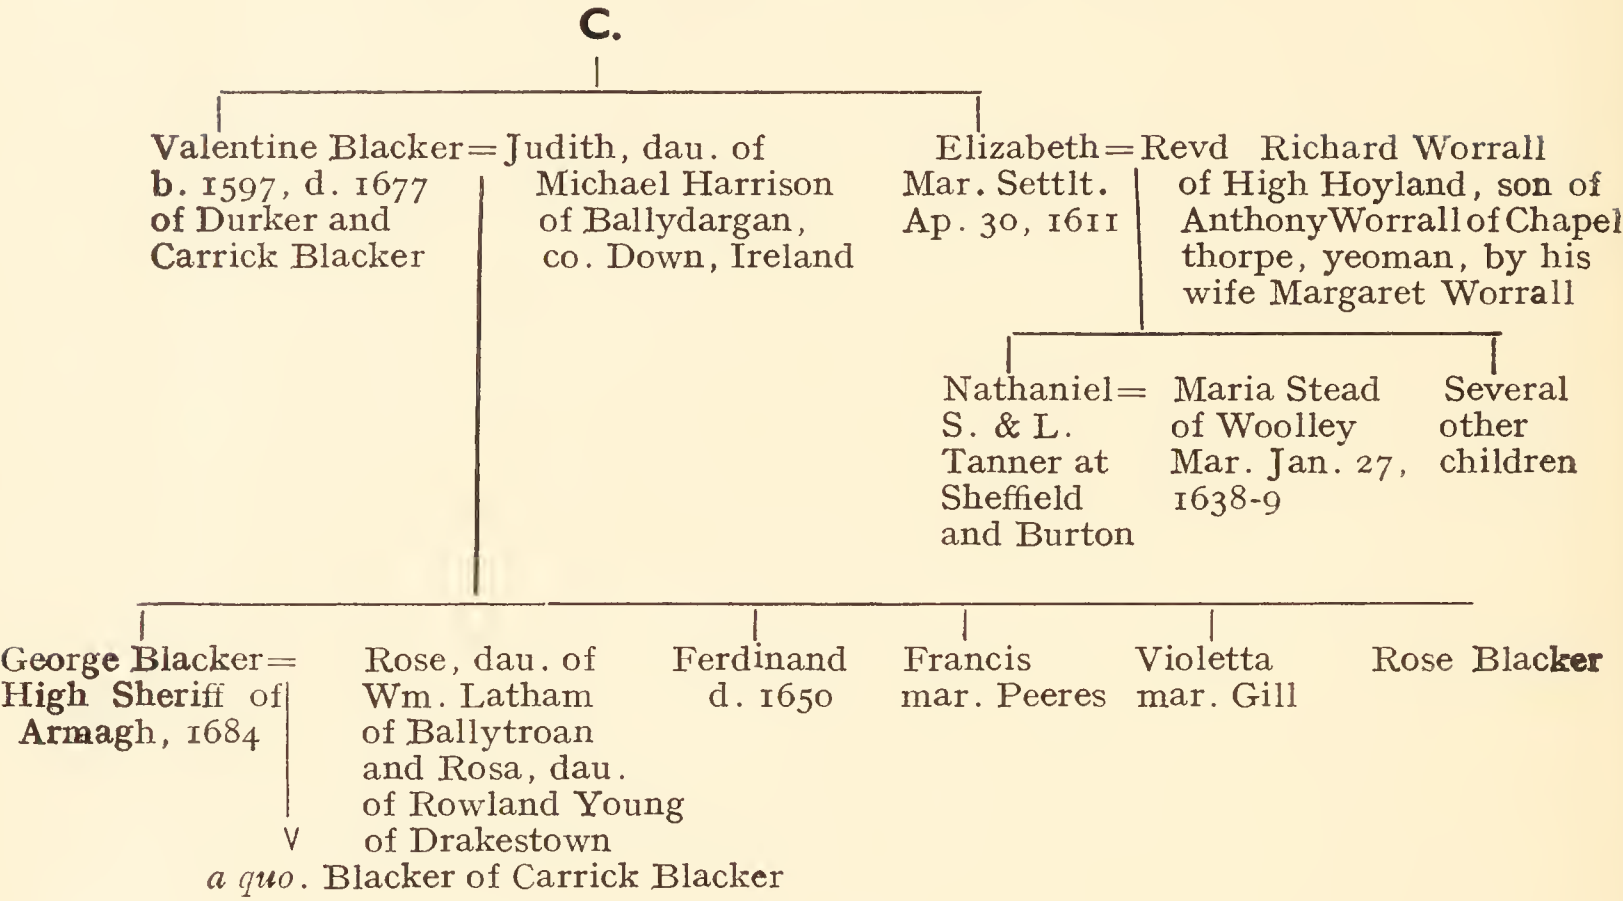 C.
Valentine Blacker=Judith, dau. of
b. 1597, d. 1677
Michael Harrison
of Durker and
of Ballydargan,
Carrick Blacker
co. Down, Ireland
Elizabeth=Revd Richard Worrall
Mar. Settlt.
of High Hoyland, son of
Ap. 30, 1611
Anthony Worrall of Chapel
thorpe, yeoman, by his
wife Margaret Worrall
Nathaniel=
S. & L.
Tanner at
Sheffield
and Burton
Maria Stead
of Woolley
Mar. Jan. 27,
1638-9
Several
other
children
George Blacker=
High Sheriff of
Armagh, 1684
Rose, dau. of
Wm. Latham
of Ballytroan
and Rosa, dau.
of Rowland Young
of Drakestown
Ferdinand
d. 1650
Francis
mar. Peeres
Violetta
mar. Gill
Rose Blacker
a quo. Blacker of Carrick Blacker